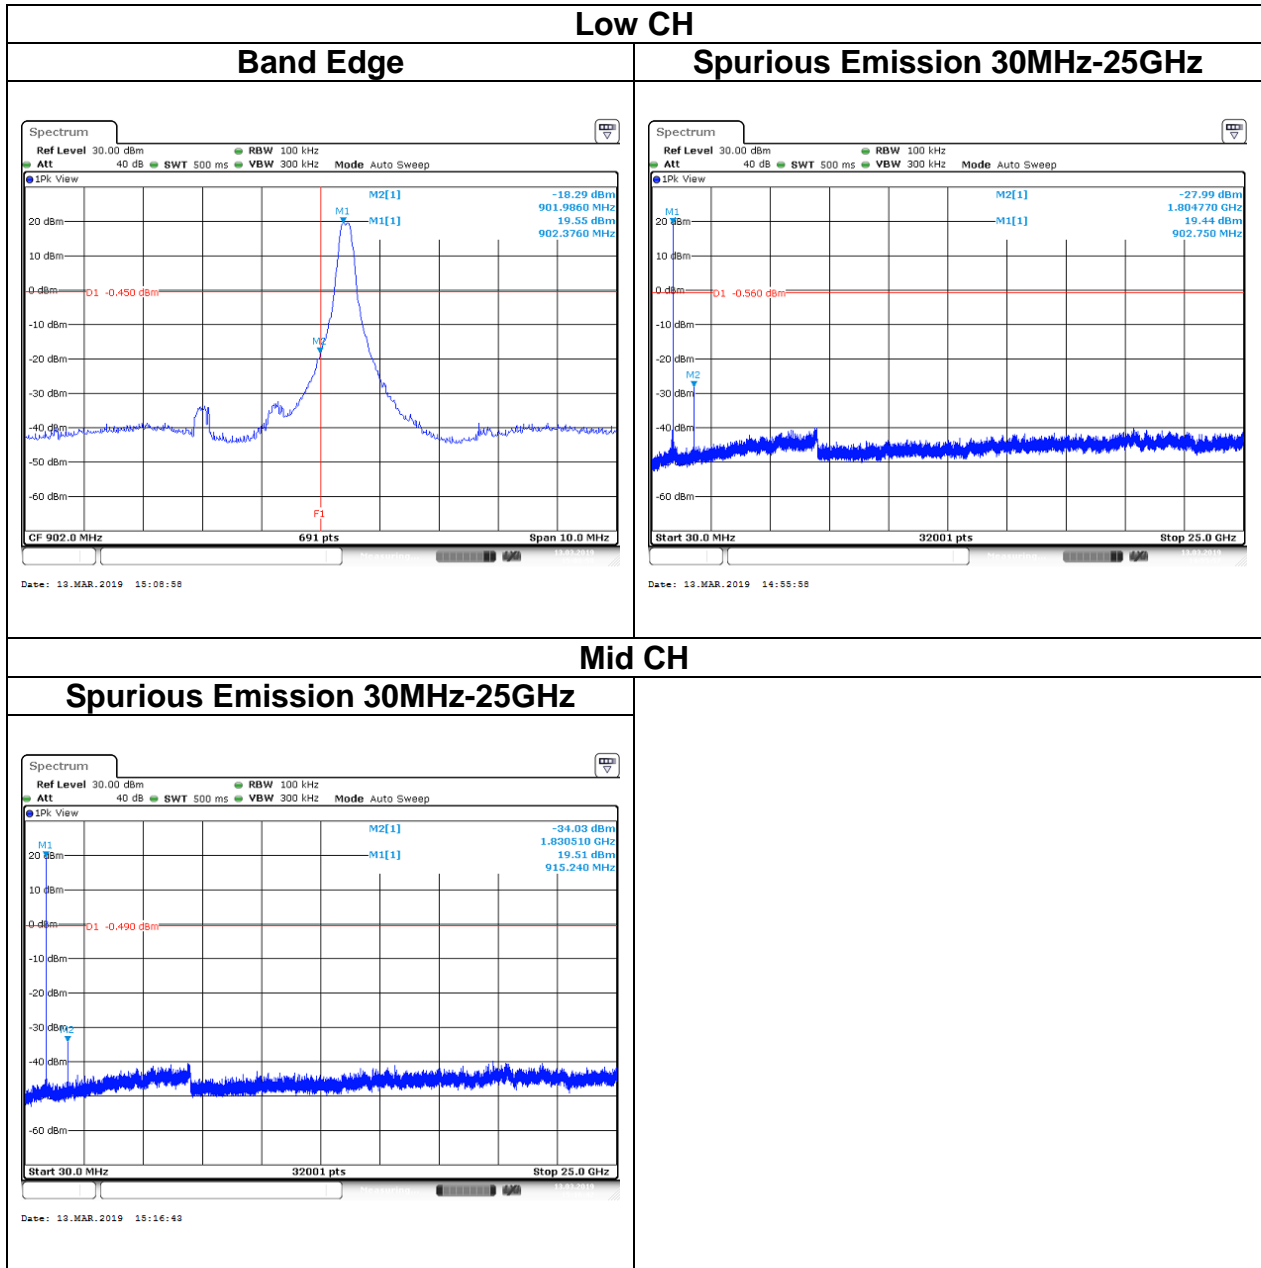 Low CH
Band Edge
Spurious Emission 30MHz-25GHz
Spectrum
Ref Level 30.00 dBm RBW 100 kHz
Att 40 dB SWT 500 ms VBW 300 kHz Mode Auto Sweep
1Pk View
M2[1] -18.29 dBm
901.9860 MHz
M1[1] 19.55 dBm
902.3760 MHz
M1
20 dBm
10 dBm
0 dBm
D1 -0.450 dBm
-10 dBm
M2
-20 dBm
-30 dBm
-40 dBm
-50 dBm
-60 dBm
F1
CF 902.0 MHz 691 pts Span 10.0 MHz
Date: 13.MAR.2019 15:08:58
Spectrum
Ref Level 30.00 dBm RBW 100 kHz
Att 40 dB SWT 500 ms VBW 300 kHz Mode Auto Sweep
1Pk View
M2[1] -27.99 dBm
1.804770 GHz
M1[1] 19.44 dBm
902.750 MHz
M1
20 dBm
10 dBm
0 dBm
D1 -0.560 dBm
-10 dBm
-20 dBm
M2
-30 dBm
-40 dBm
-60 dBm
Start 30.0 MHz 32001 pts Stop 25.0 GHz
Date: 13.MAR.2019 14:55:58
Mid CH
Spurious Emission 30MHz-25GHz
Spectrum
Ref Level 30.00 dBm RBW 100 kHz
Att 40 dB SWT 500 ms VBW 300 kHz Mode Auto Sweep
1Pk View
M2[1] -34.03 dBm
1.830510 GHz
M1[1] 19.51 dBm
915.240 MHz
M1
20 dBm
10 dBm
0 dBm
D1 -0.490 dBm
-10 dBm
-20 dBm
-30 dBm
M2
-40 dBm
-60 dBm
Start 30.0 MHz 32001 pts Stop 25.0 GHz
Date: 13.MAR.2019 15:16:43